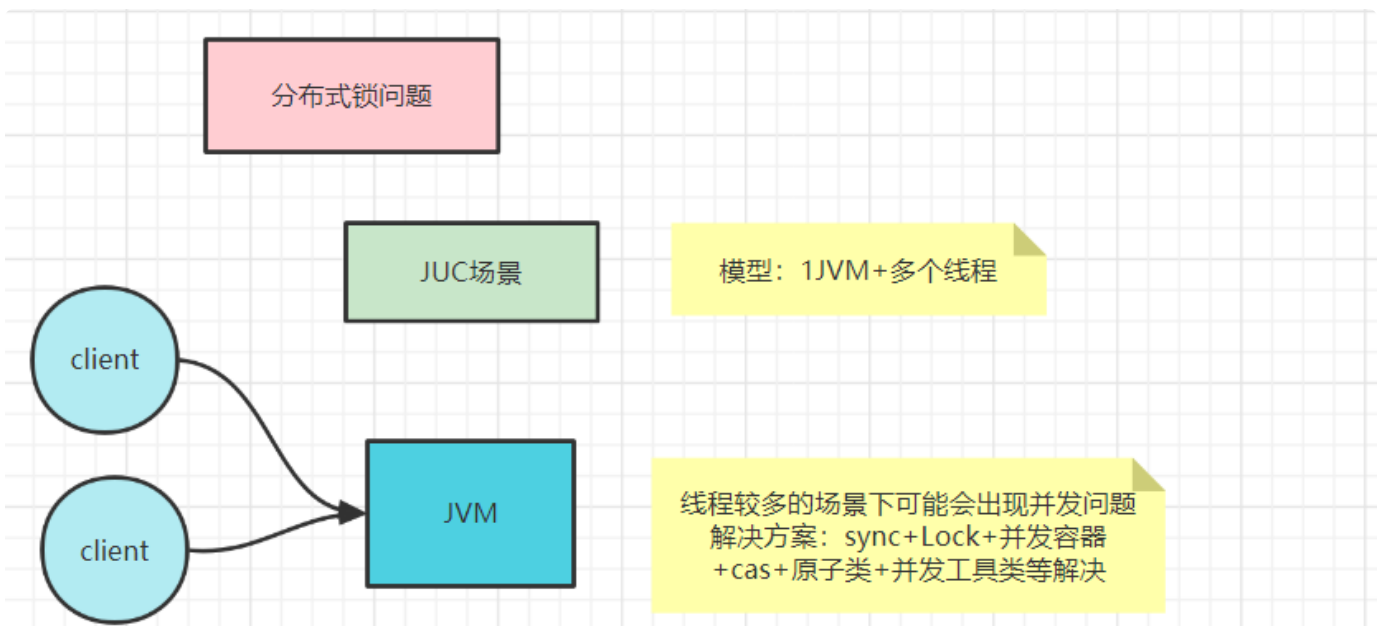 分布式锁问题
JUC场景
模型：1JVM+多个线程
client
client
JVM
线程较多的场景下可能会出现并发问题
解决方案：sync+Lock+并发容器
+cas+原子类+并发工具类等解决